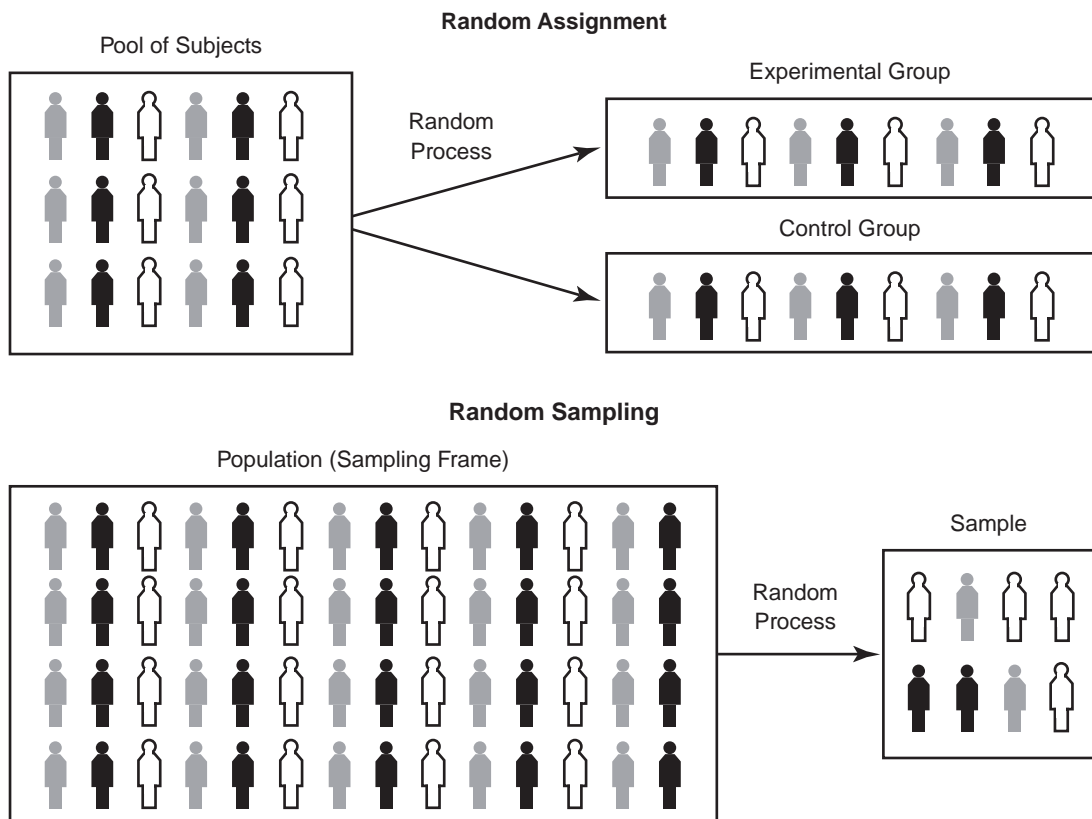 Random Assignment
Pool of Subjects
Experimental Group
Random
Process
Control Group
Random Sampling
Population (Sampling Frame)
Sample
Random
Process